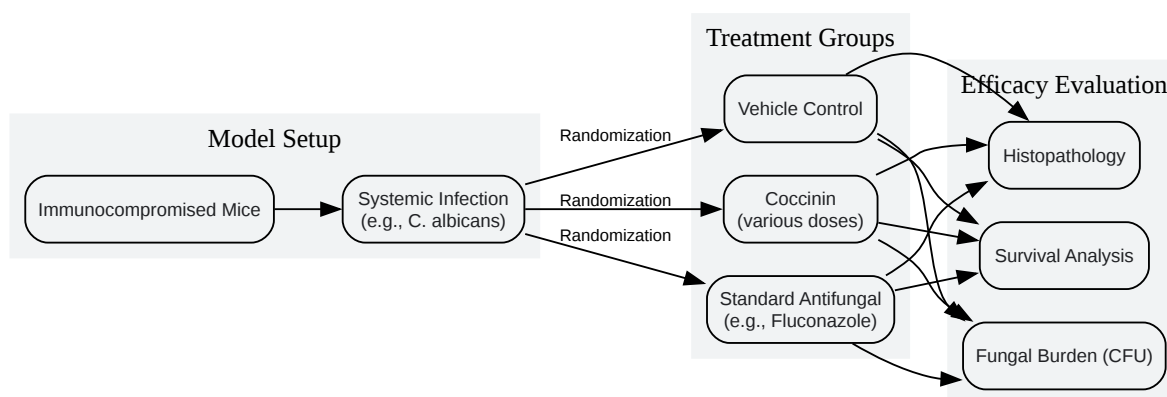 Model Setup
Immunocompromised Mice
Systemic Infection
(e.g., C. albicans)
Randomization
Randomization
Randomization
Treatment Groups
Vehicle Control
Coccinin
(various doses)
Standard Antifungal
(e.g., Fluconazole)
Efficacy Evaluation
Histopathology
Survival Analysis
Fungal Burden (CFU)